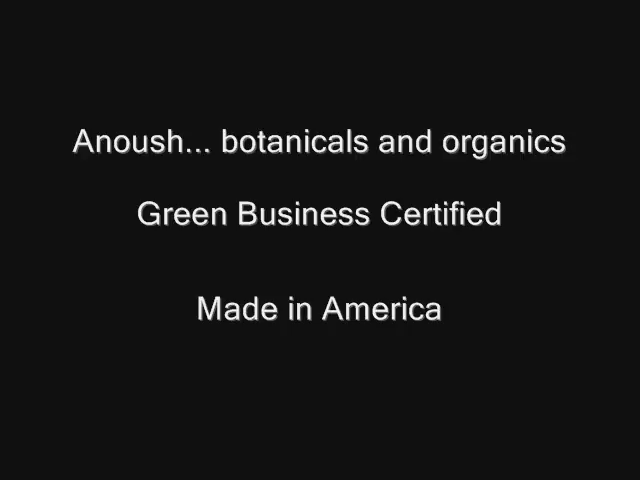 Anoush... botanicals and organics
Green Business Certified
Made in America